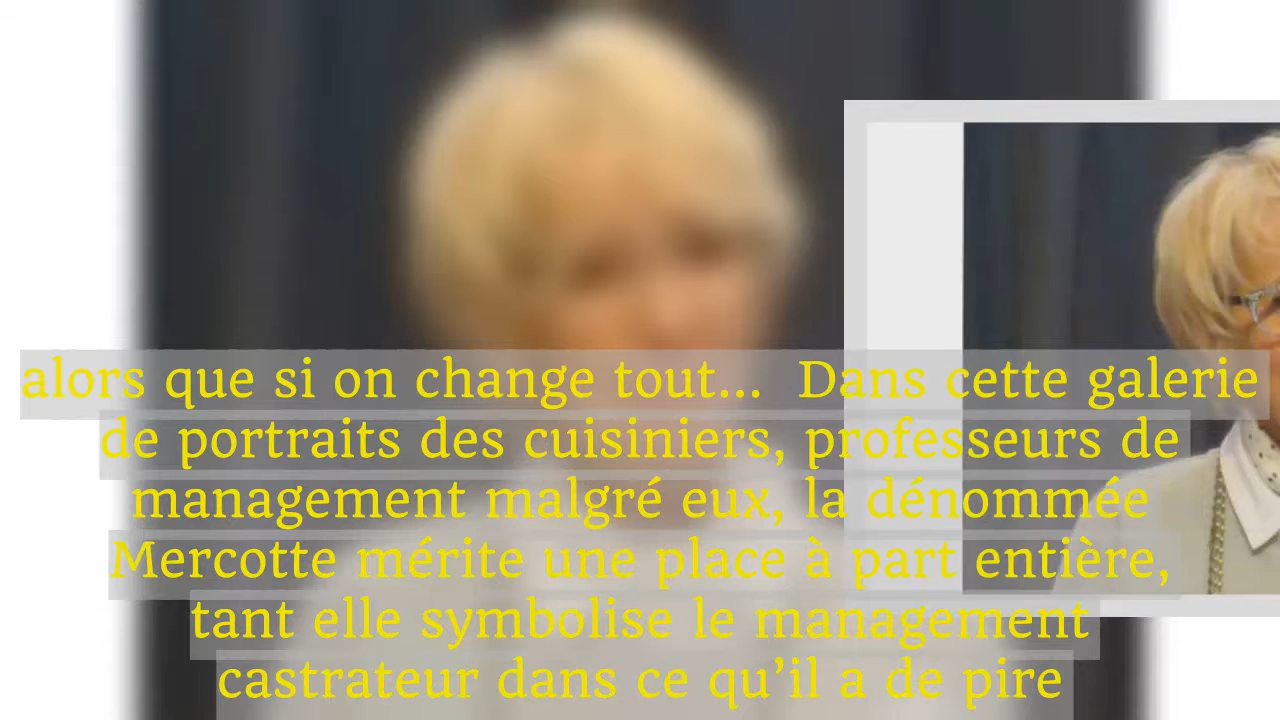 alors que si on change tout...  Dans cette galerie
de portraits des cuisiniers, professeurs de
management malgré eux, la dénommée
Mercotte mérite une place à part entière,
tant elle symbolise le management
castrateur dans ce qu’il a de pire